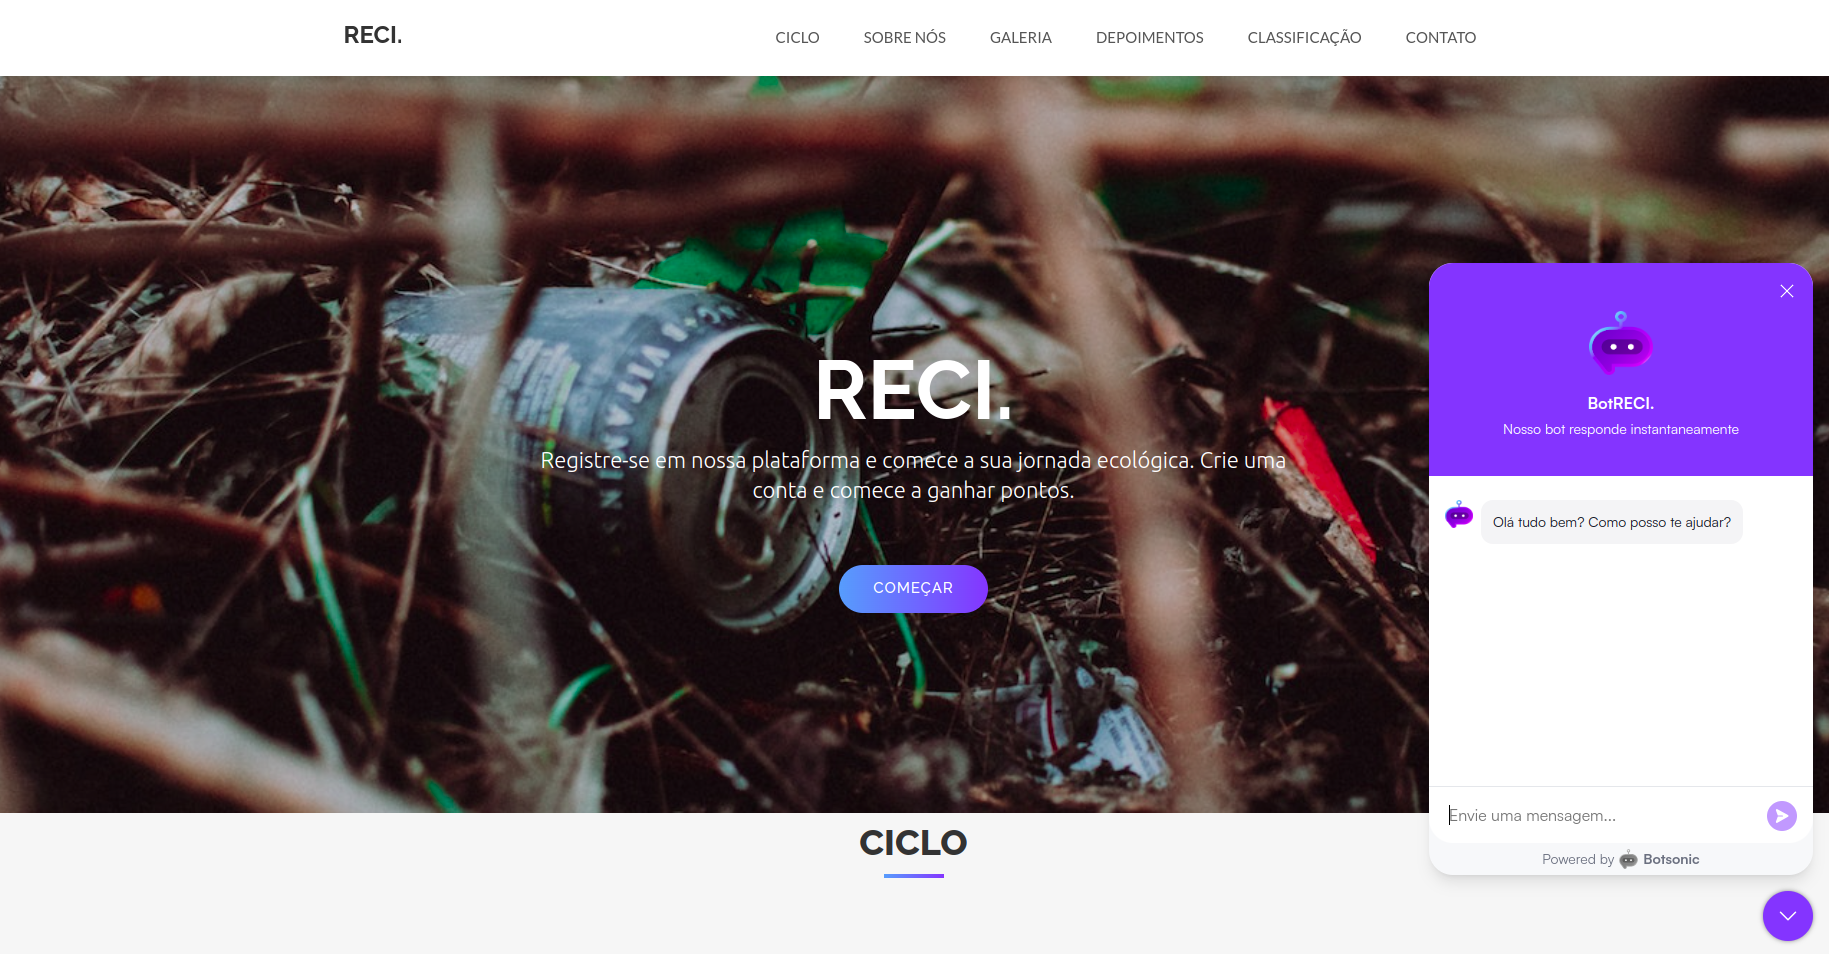 RECI.
CICLO
SOBRE NÓS
GALERIA
DEPOIMENTOS
CLASSIFICAÇÃO
CONTATO
RECI.
Registre-se em nossa plataforma e comece a sua jornada ecológica. Crie uma
conta e comece a ganhar pontos.
COMEÇAR
CICLO
BotRECI.
Nosso bot responde instantaneamente
Olá tudo bem? Como posso te ajudar?
Envie uma mensagem...
Powered by Botsonic